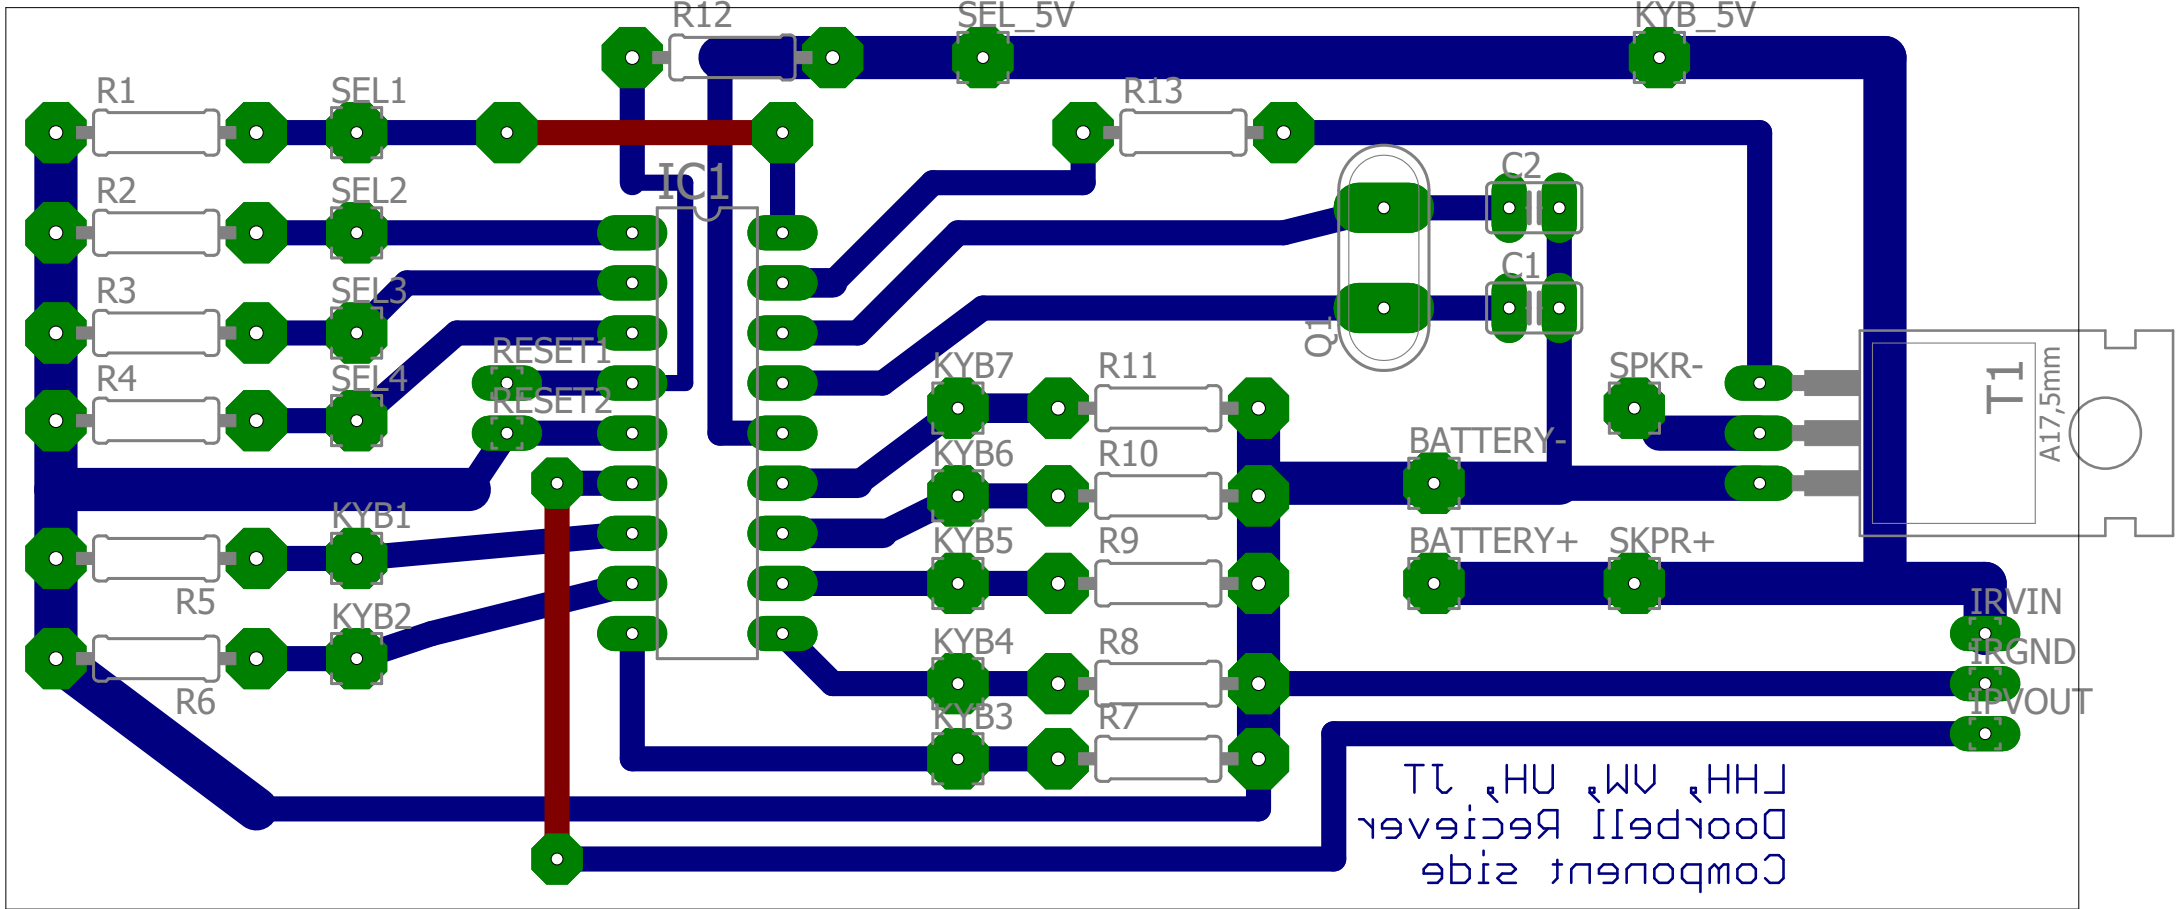 R12
SEL_5V
KYB_5V
R1
SEL1
R13
IC1
C2
R2
SEL2
R3
SEL3
C1
Q1
RESET1
R4
SEL4
RESET2
KYB7
R11
SPKR-
T1
A17,5mm
KYB6
R10
BATTERY-
KYB1
KYB5
R9
BATTERY+
SKPR+
R5
KYB2
IRVIN
KYB4
R8
IRGND
R6
KYB3
R7
IPVOUT
LHH, VW, UH, JT
Doorbell Reciever
Component side